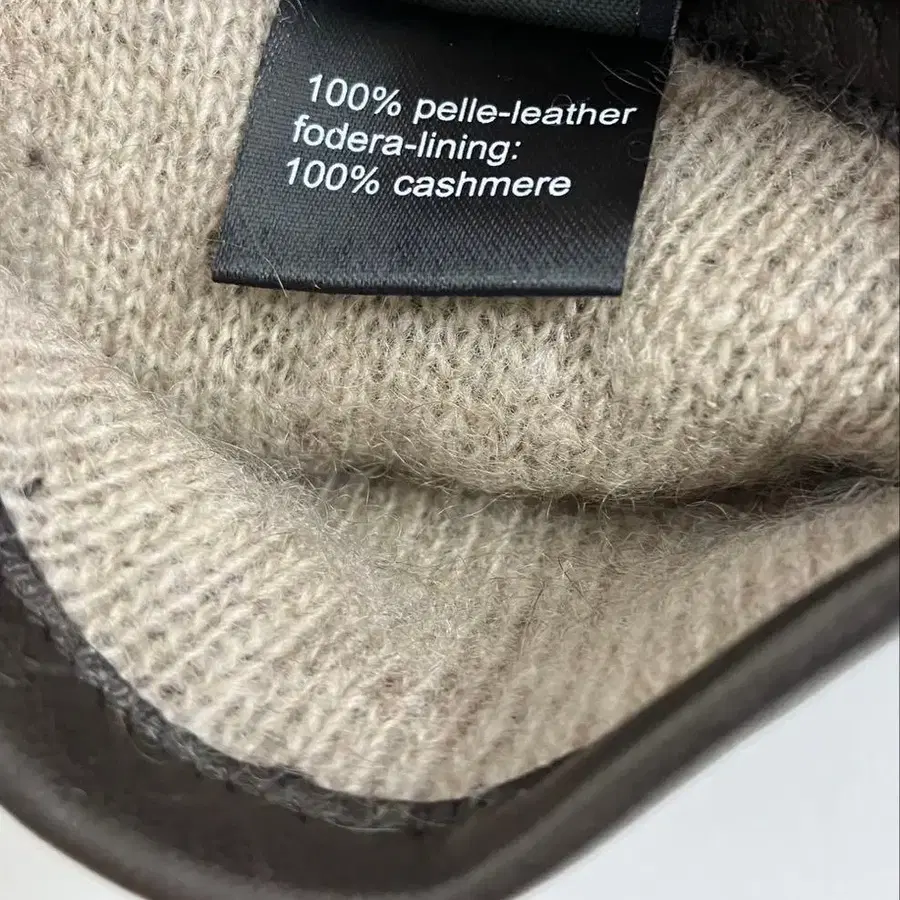 100% pelle-leather
fodera-lining:
100% cashmere